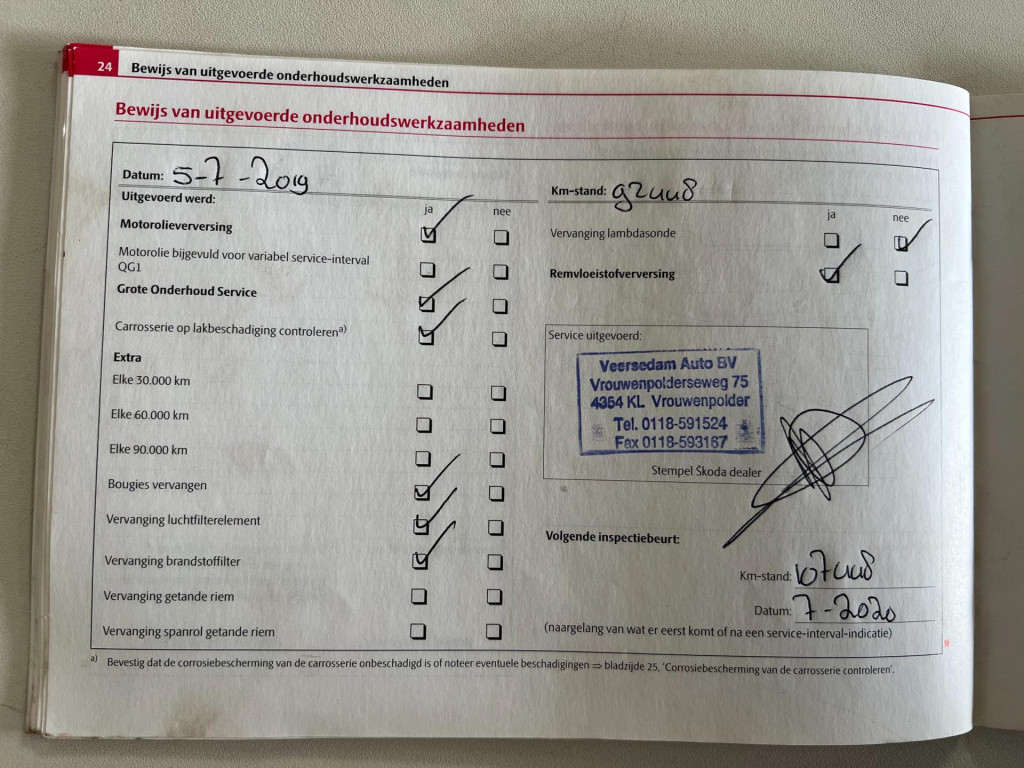 24 Bewijs van uitgevoerde onderhoudswerkzaamheden
Bewijs van uitgevoerde onderhoudswerkzaamheden
Datum: 5-7-2019
Uitgevoerd werd:
ja nee
Motorolieverversing
Motorolie bijgevuld voor variabel service-interval
QG1
Grote Onderhoud Service
Carrosserie op lakbeschadiging controleren a)
Extra
Elke 30.000 km
Elke 60.000 km
Elke 90.000 km
Bougies vervangen
Vervanging luchtfilterelement
Vervanging brandstoffilter
Vervanging getande riem
Vervanging spanrol getande riem
Km-stand: 92448
ja nee
Vervanging lambdasonde
Remvloeistofverversing
Service uitgevoerd:
Veersedam Auto BV
Vrouwenpolderseweg 75
4354 KL Vrouwenpolder
Tel. 0118-591524
Fax 0118-593167
Stempel Škoda dealer
Volgende inspectiebeurt:
Km-stand: 107448
Datum: 7-2020
(naargelang van wat er eerst komt of na een service-interval-indicatie)
a) Bevestig dat de corrosiebescherming van de carrosserie onbeschadigd is of noteer eventuele beschadigingen ⇒ bladzijde 25, 'Corrosiebescherming van de carrosserie controleren'.